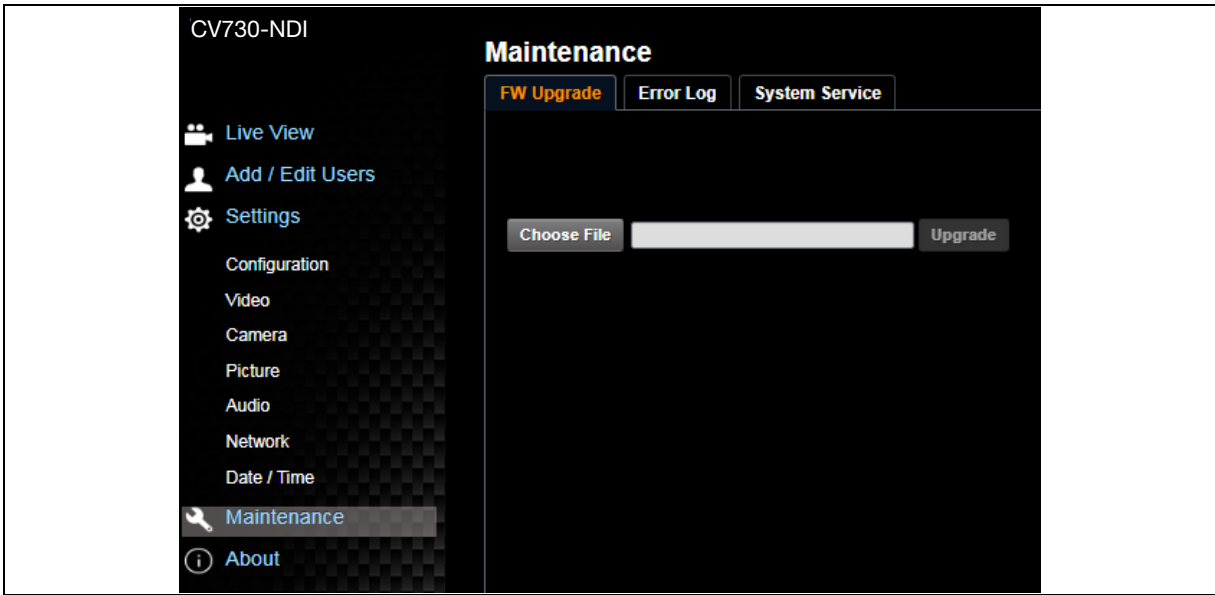 CV730-NDI
Maintenance
FW Upgrade Error Log System Service
Live View
Add / Edit Users
Settings
Choose File Upgrade
Configuration
Video
Camera
Picture
Audio
Network
Date / Time
Maintenance
About